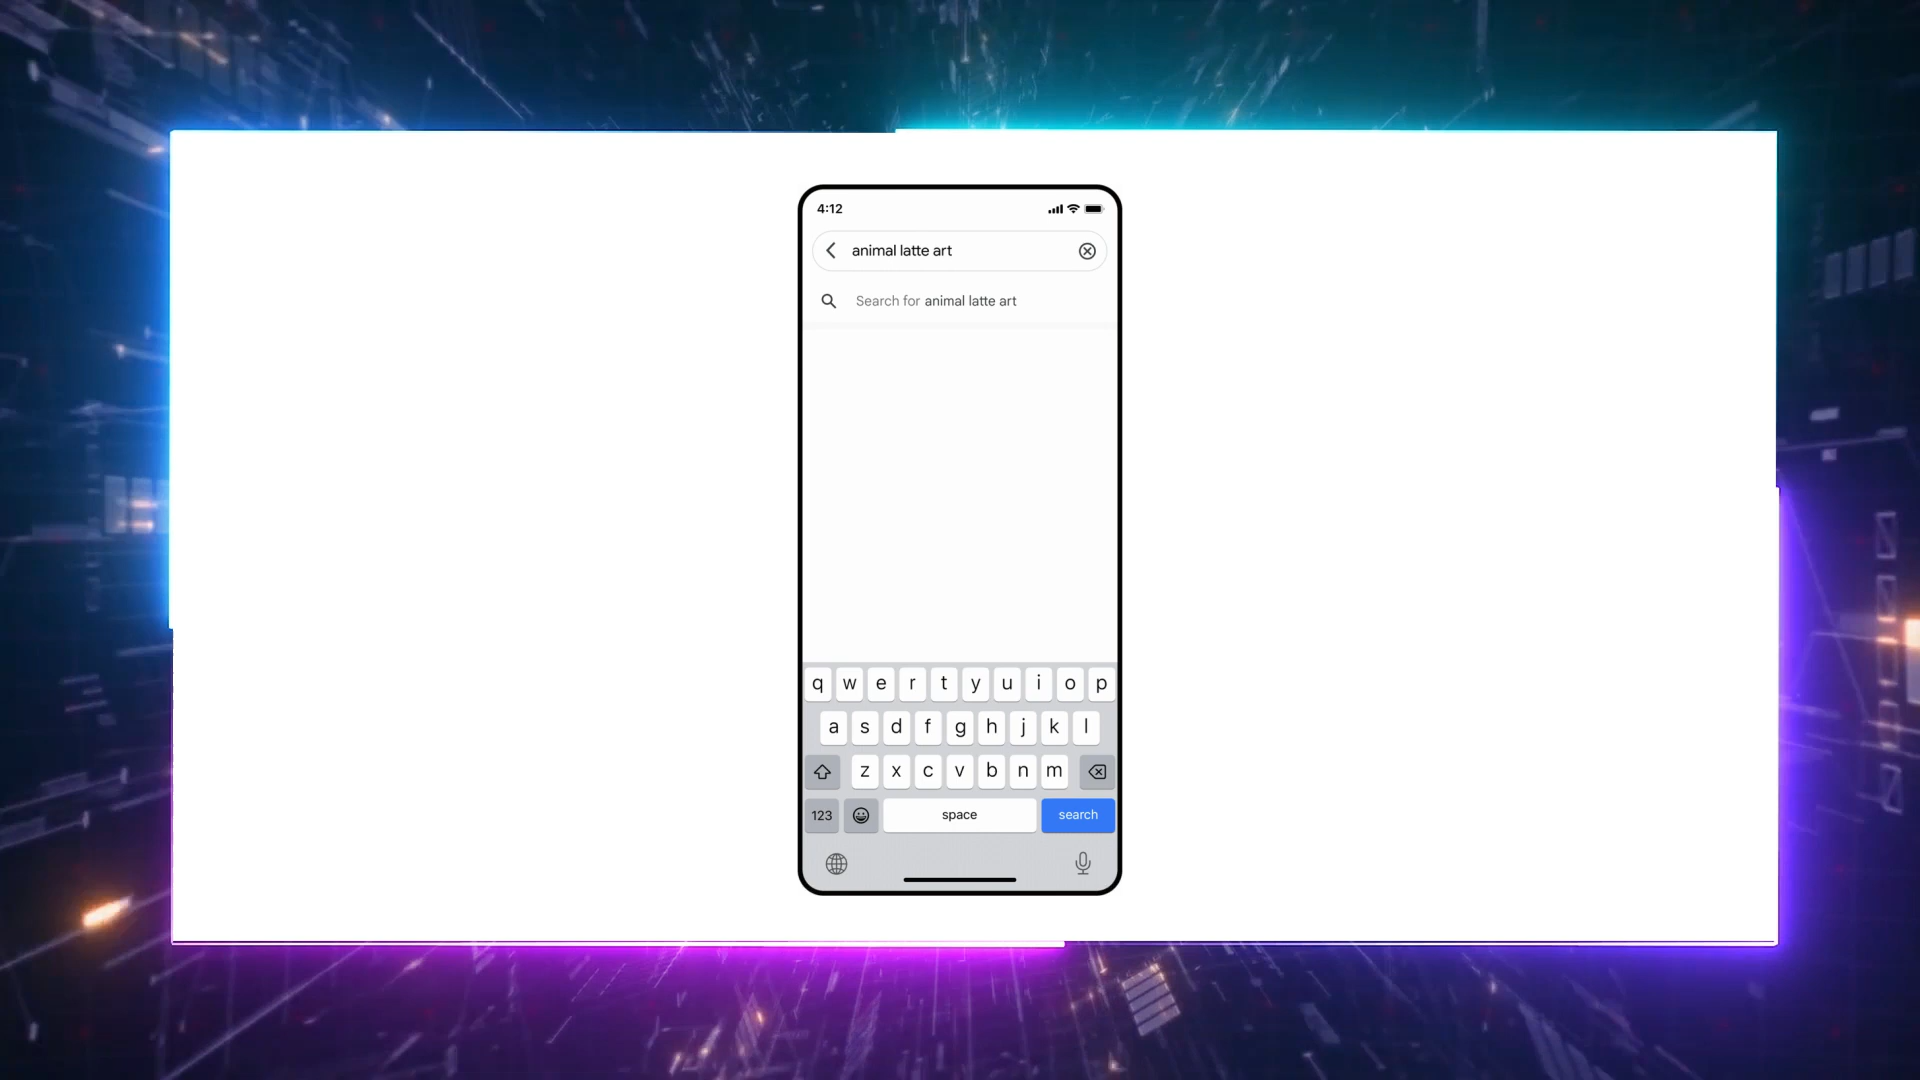 4:12
animal latte art
Search for animal latte art
q w e r t y u i o p
a s d f g h j k l
z x c v b n m
123 space search